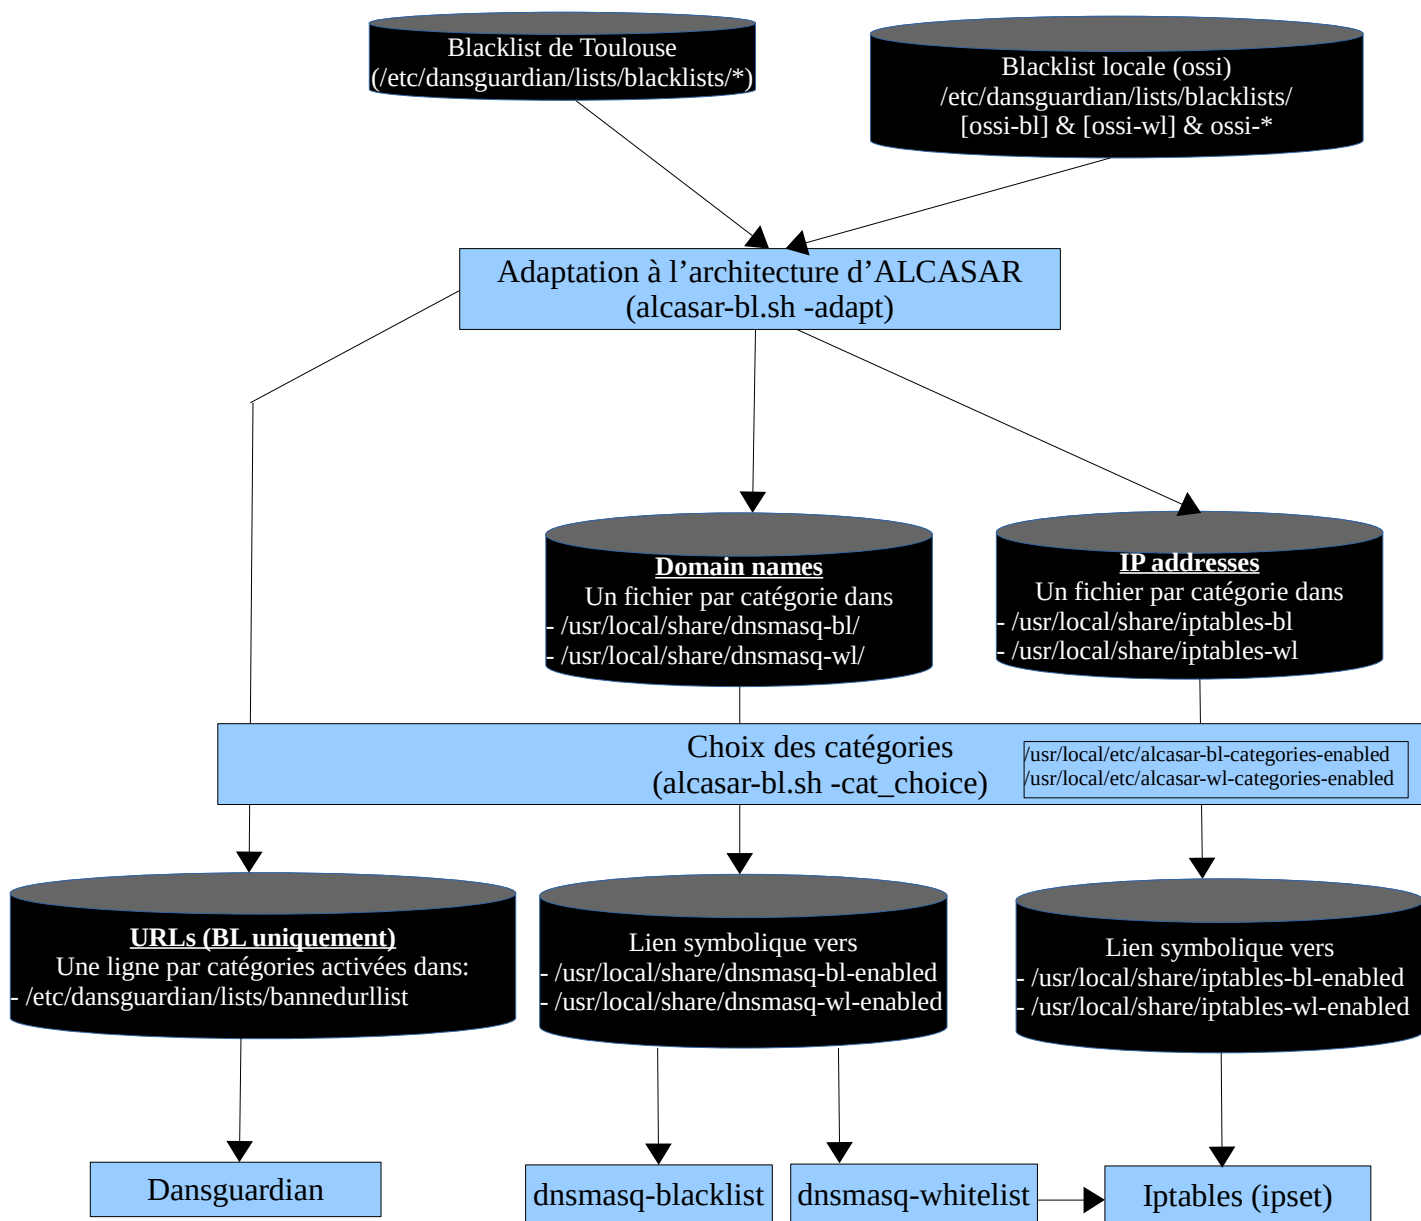 Blacklist de Toulouse
(/etc/dansguardian/lists/blacklists/*)
Blacklist locale (ossi)
/etc/dansguardian/lists/blacklists/
[ossi-bl] & [ossi-wl] & ossi-*
Adaptation à l’architecture d’ALCASAR
(alcasar-bl.sh -adapt)
Domain names
Un fichier par catégorie dans
- /usr/local/share/dnsmasq-bl/
- /usr/local/share/dnsmasq-wl/
IP addresses
Un fichier par catégorie dans
- /usr/local/share/iptables-bl
- /usr/local/share/iptables-wl
Choix des catégories
(alcasar-bl.sh -cat_choice)
/usr/local/etc/alcasar-bl-categories-enabled
/usr/local/etc/alcasar-wl-categories-enabled
URLs (BL uniquement)
Une ligne par catégories activées dans:
- /etc/dansguardian/lists/bannedurllist
Lien symbolique vers
- /usr/local/share/dnsmasq-bl-enabled
- /usr/local/share/dnsmasq-wl-enabled
Lien symbolique vers
- /usr/local/share/iptables-bl-enabled
- /usr/local/share/iptables-wl-enabled
Dansguardian
dnsmasq-blacklist
dnsmasq-whitelist
Iptables (ipset)